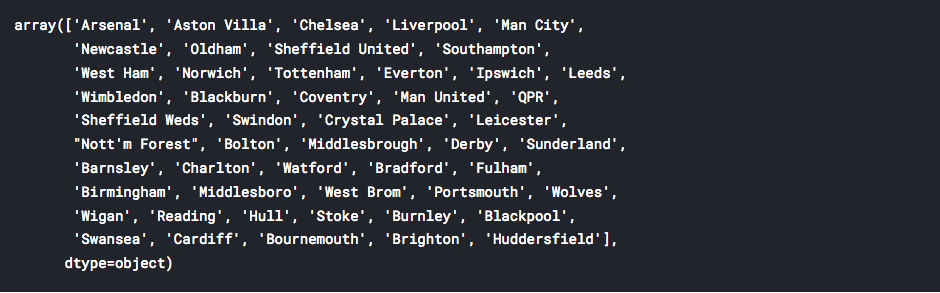 array(['Arsenal', 'Aston Villa', 'Chelsea', 'Liverpool', 'Man City',
'Newcastle', 'Oldham', 'Sheffield United', 'Southampton',
'West Ham', 'Norwich', 'Tottenham', 'Everton', 'Ipswich', 'Leeds',
'Wimbledon', 'Blackburn', 'Coventry', 'Man United', 'QPR',
'Sheffield Weds', 'Swindon', 'Crystal Palace', 'Leicester',
"Nott'm Forest", 'Bolton', 'Middlesbrough', 'Derby', 'Sunderland',
'Barnsley', 'Charlton', 'Watford', 'Bradford', 'Fulham',
'Birmingham', 'Middlesboro', 'West Brom', 'Portsmouth', 'Wolves',
'Wigan', 'Reading', 'Hull', 'Stoke', 'Burnley', 'Blackpool',
'Swansea', 'Cardiff', 'Bournemouth', 'Brighton', 'Huddersfield'],
dtype=object)